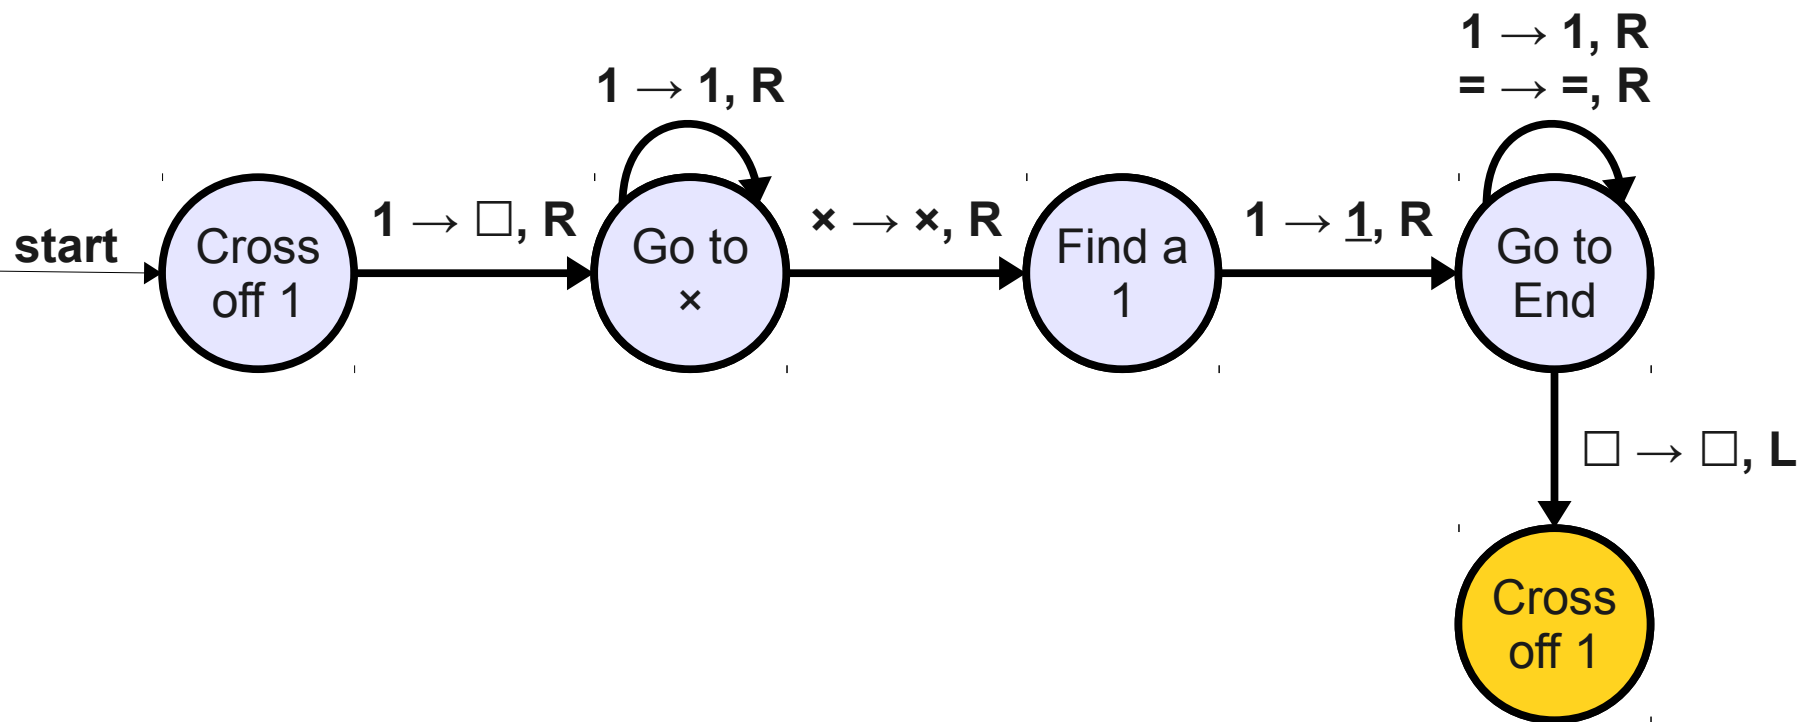 1 → 1, R
= → =, R
1 → 1, R
start
Cross
off 1
1 → □, R
Go to
×
× → ×, R
Find a
1
1 → 1, R
Go to
End
□ → □, L
Cross
off 1